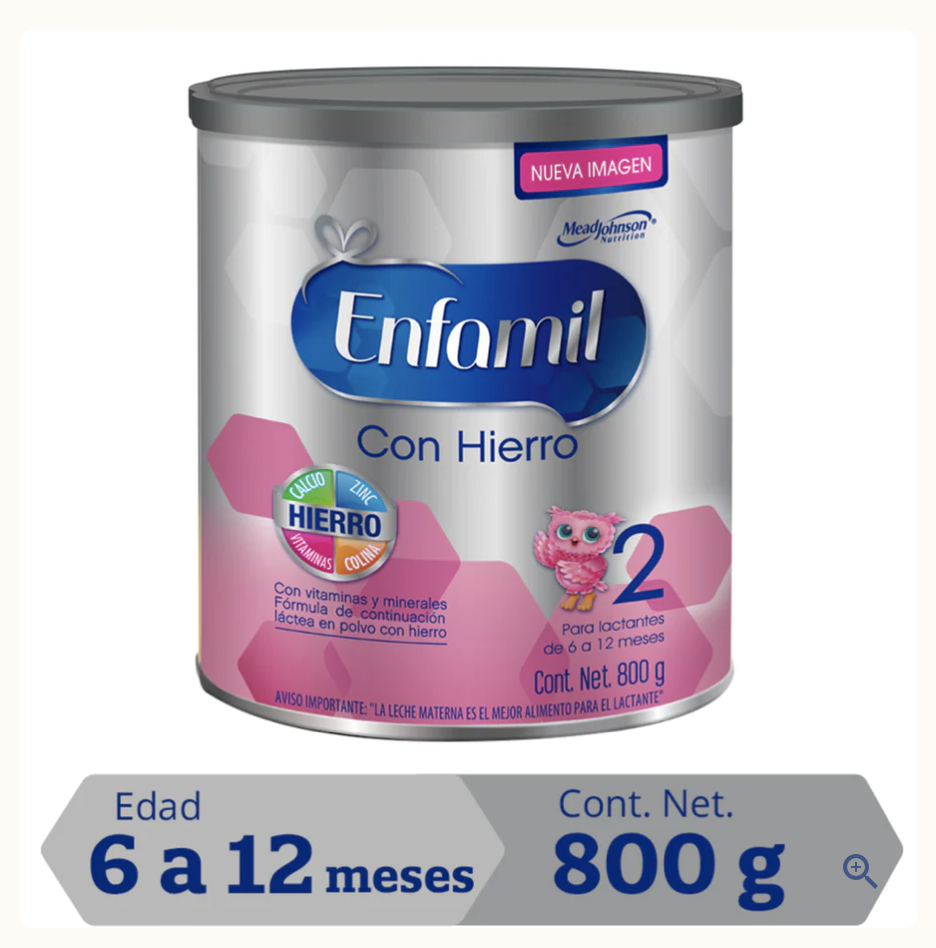 NUEVA IMAGEN
MeadJohnson®
Nutrition
Enfamil
Con Hierro
CALCIO
ZINC
HIERRO
VITAMINAS
COLINA
Con vitaminas y minerales
Fórmula de continuación
láctea en polvo con hierro
2
Para lactantes
de 6 a 12 meses
Cont. Net. 800 g
AVISO IMPORTANTE: "LA LECHE MATERNA ES EL MEJOR ALIMENTO PARA EL LACTANTE"
Edad
6 a 12 meses
Cont. Net.
800 g